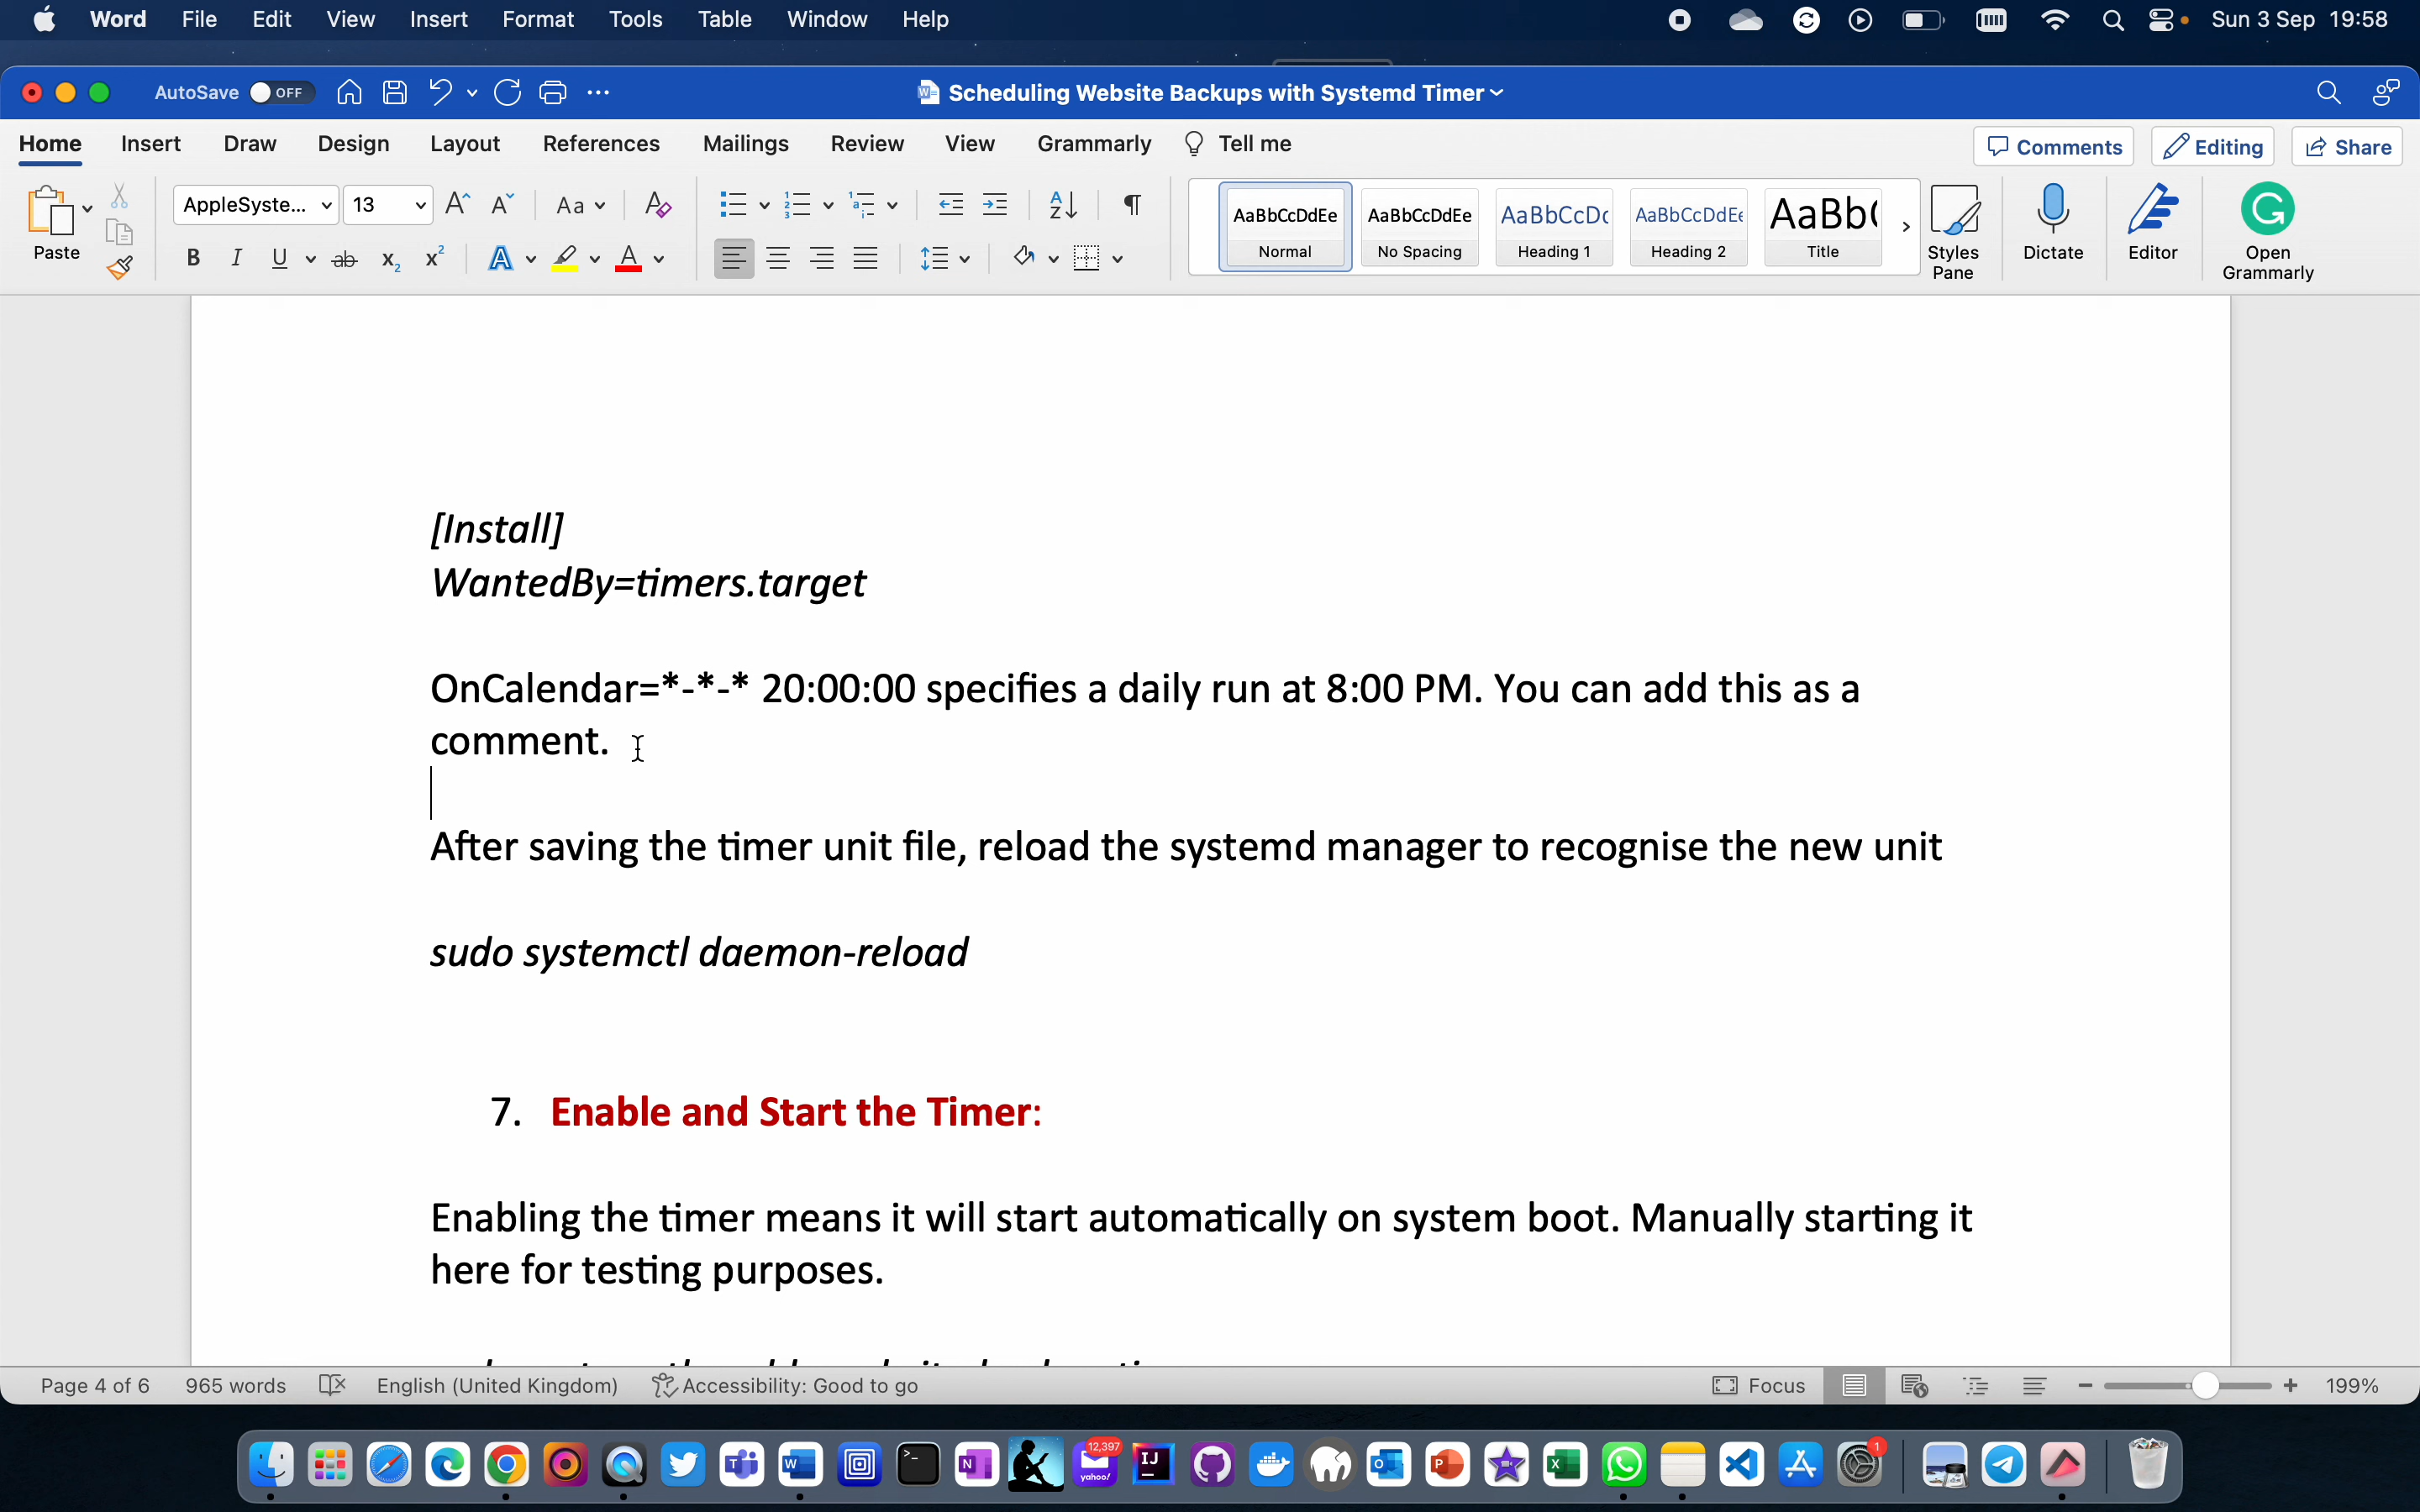 Word File Edit View Insert Format Tools Table Window Help Sun 3 Sep 19:58
AutoSave OFF Scheduling Website Backups with Systemd Timer
Home Insert Draw Design Layout References Mailings Review View Grammarly Tell me Comments Editing Share
Paste AppleSyste... 13 Aa
AaBbCcDdEe AaBbCcDdEe AaBbCcDc AaBbCcDdEe AaBb(
Normal No Spacing Heading 1 Heading 2 Title
Styles Pane
Dictate
Editor
Open Grammarly
[Install]
WantedBy=timers.target
OnCalendar=*-*-* 20:00:00 specifies a daily run at 8:00 PM. You can add this as a
comment.
After saving the timer unit file, reload the systemd manager to recognise the new unit
sudo systemctl daemon-reload
7. Enable and Start the Timer:
Enabling the timer means it will start automatically on system boot. Manually starting it
here for testing purposes.
Page 4 of 6 965 words English (United Kingdom) Accessibility: Good to go Focus 199%
12,397
yahoo!
1